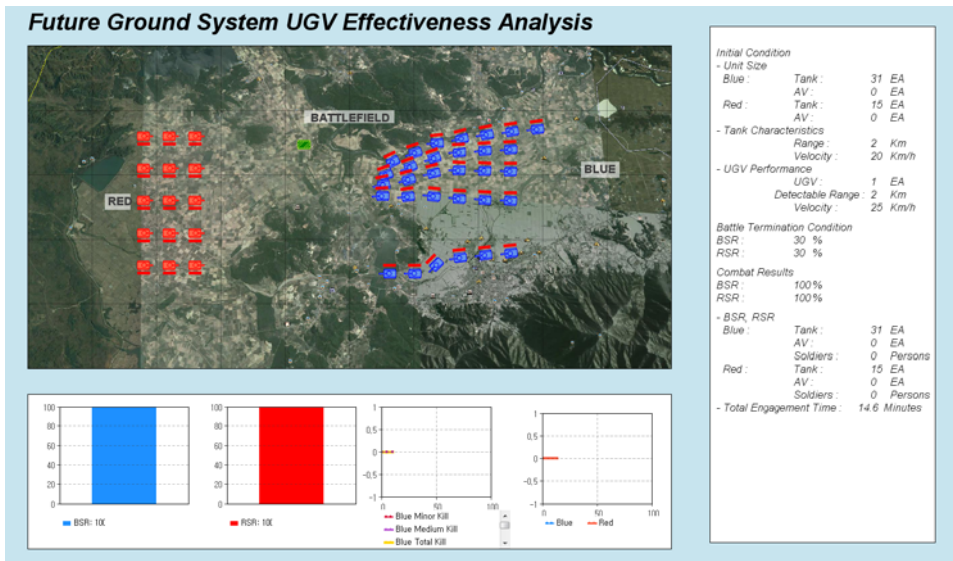 Future Ground System UGV Effectiveness Analysis
BATTLEFIELD
BLUE
RED
Initial Condition
- Unit Size
Blue : Tank : 31 EA
AV : 0 EA
Red : Tank : 15 EA
AV : 0 EA
- Tank Characteristics
Range : 2 Km
Velocity : 20 Km/h
- UGV Performance
UGV : 1 EA
Detectable Range : 2 Km
Velocity : 25 Km/h
Battle Termination Condition
BSR : 30 %
RSR : 30 %
Combat Results
BSR : 100%
RSR : 100%
- BSR, RSR
Blue : Tank : 31 EA
AV : 0 EA
Soldiers : 0 Persons
Red : Tank : 15 EA
AV : 0 EA
Soldiers : 0 Persons
- Total Engagement Time : 14.6 Minutes
100
80
60
40
20
0
BSR: 10(
100
80
60
40
20
0
RSR: 10(
1
0,5
0
-0,5
-1
0 50 100
Blue Minor Kill
Blue Medium Kill
Blue Total Kill
1
0,5
0
-0,5
-1
0 50 100
Blue Red